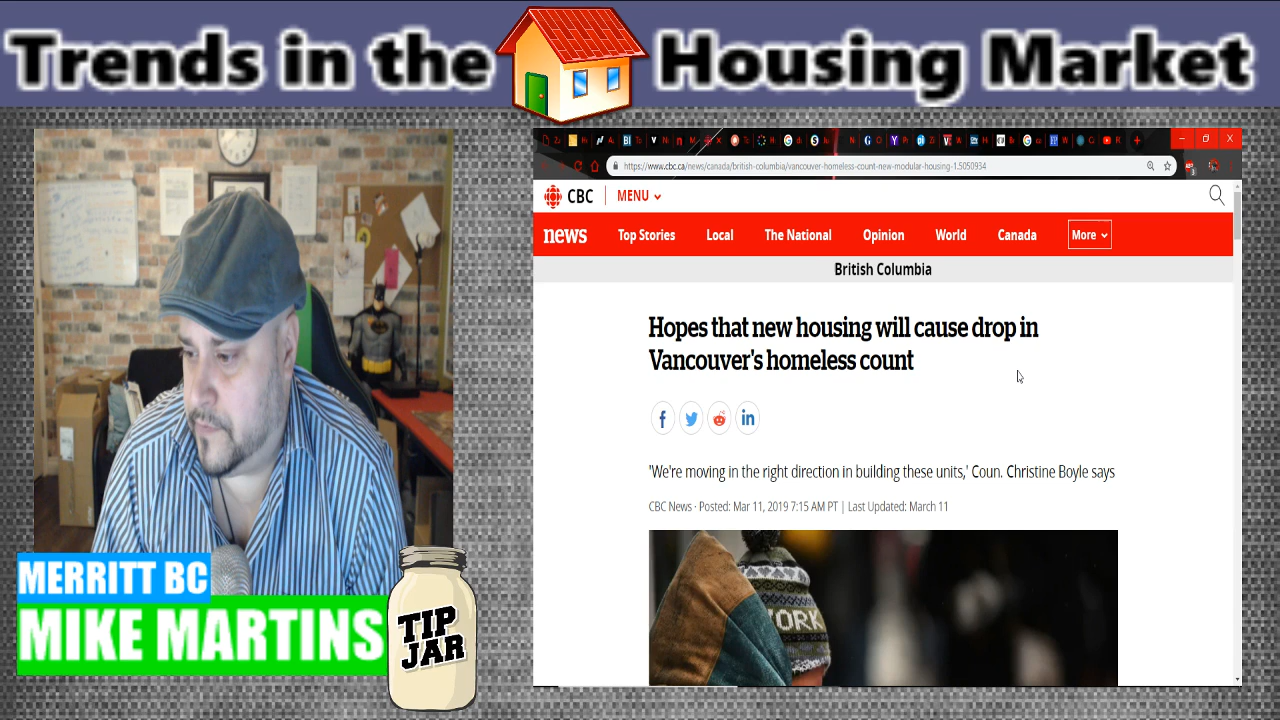 Trends in the Housing Market
https://www.cbc.ca/news/canada/british-columbia/vancouver-homeless-count-new-modular-housing-1.5050934
CBC MENU
news Top Stories Local The National Opinion World Canada More
British Columbia
Hopes that new housing will cause drop in
Vancouver's homeless count
'We're moving in the right direction in building these units,' Coun. Christine Boyle says
CBC News · Posted: Mar 11, 2019 7:15 AM PT | Last Updated: March 11
YORK
MERRITT BC
MIKE MARTINS
TIP
JAR